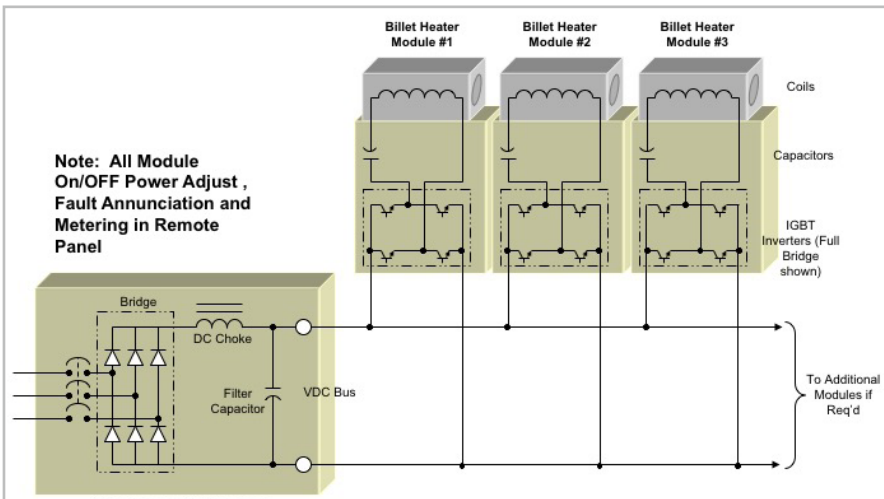 Billet Heater
Module #1
Billet Heater
Module #2
Billet Heater
Module #3
Coils
Capacitors
IGBT
Inverters (Full
Bridge
shown)
Note:  All Module
On/OFF Power Adjust ,
Fault Annunciation and
Metering in Remote
Panel
Bridge
DC Choke
Filter
Capacitor
VDC Bus
To Additional
Modules if
Req'd